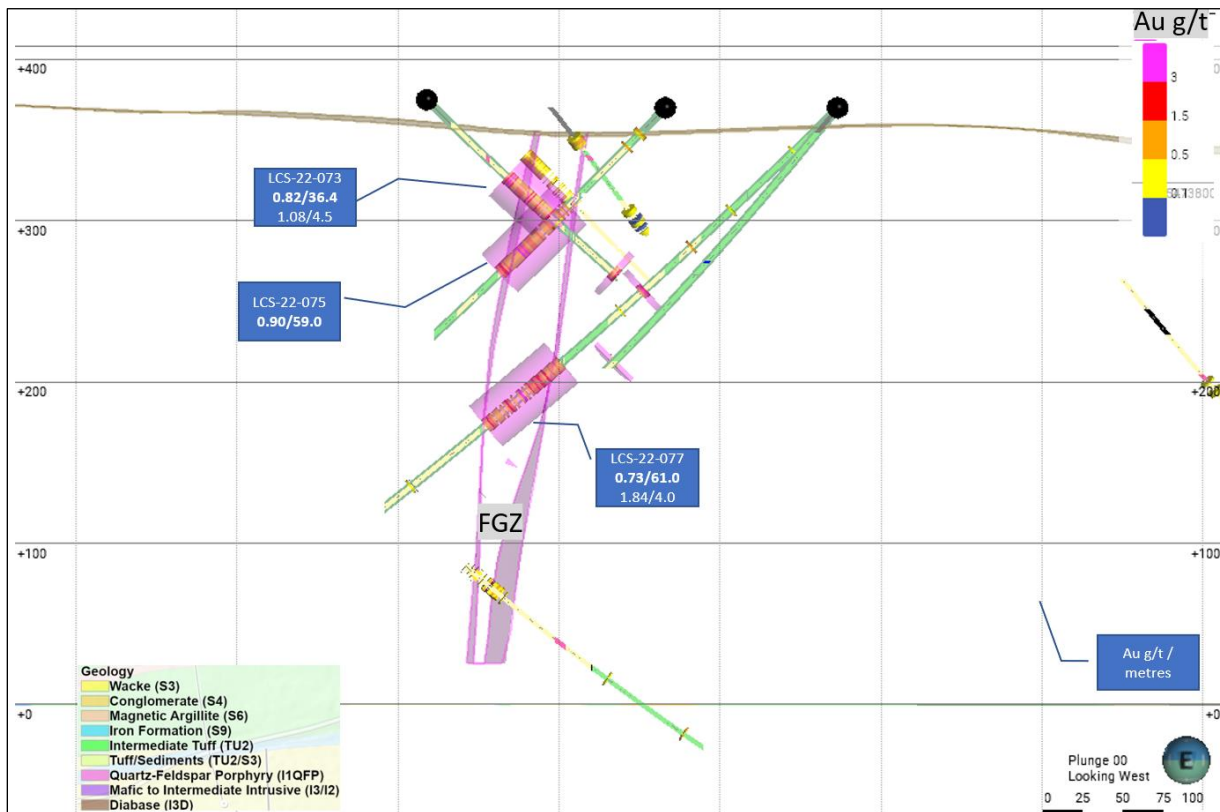 Au g/t
3
1.5
0.5
0.1
+400
+300
+200
+100
+0
+200
+100
+0
LCS-22-073
0.82/36.4
1.08/4.5
LCS-22-075
0.90/59.0
LCS-22-077
0.73/61.0
1.84/4.0
FGZ
Au g/t /
metres
Geology
Wacke (S3)
Conglomerate (S4)
Magnetic Argillite (S6)
Iron Formation (S9)
Intermediate Tuff (TU2)
Tuff/Sediments (TU2/S3)
Quartz-Feldspar Porphyry (I1QFP)
Mafic to Intermediate Intrusive (I3/I2)
Diabase (I3D)
Plunge 00
Looking West
E
0 25 50 75 100